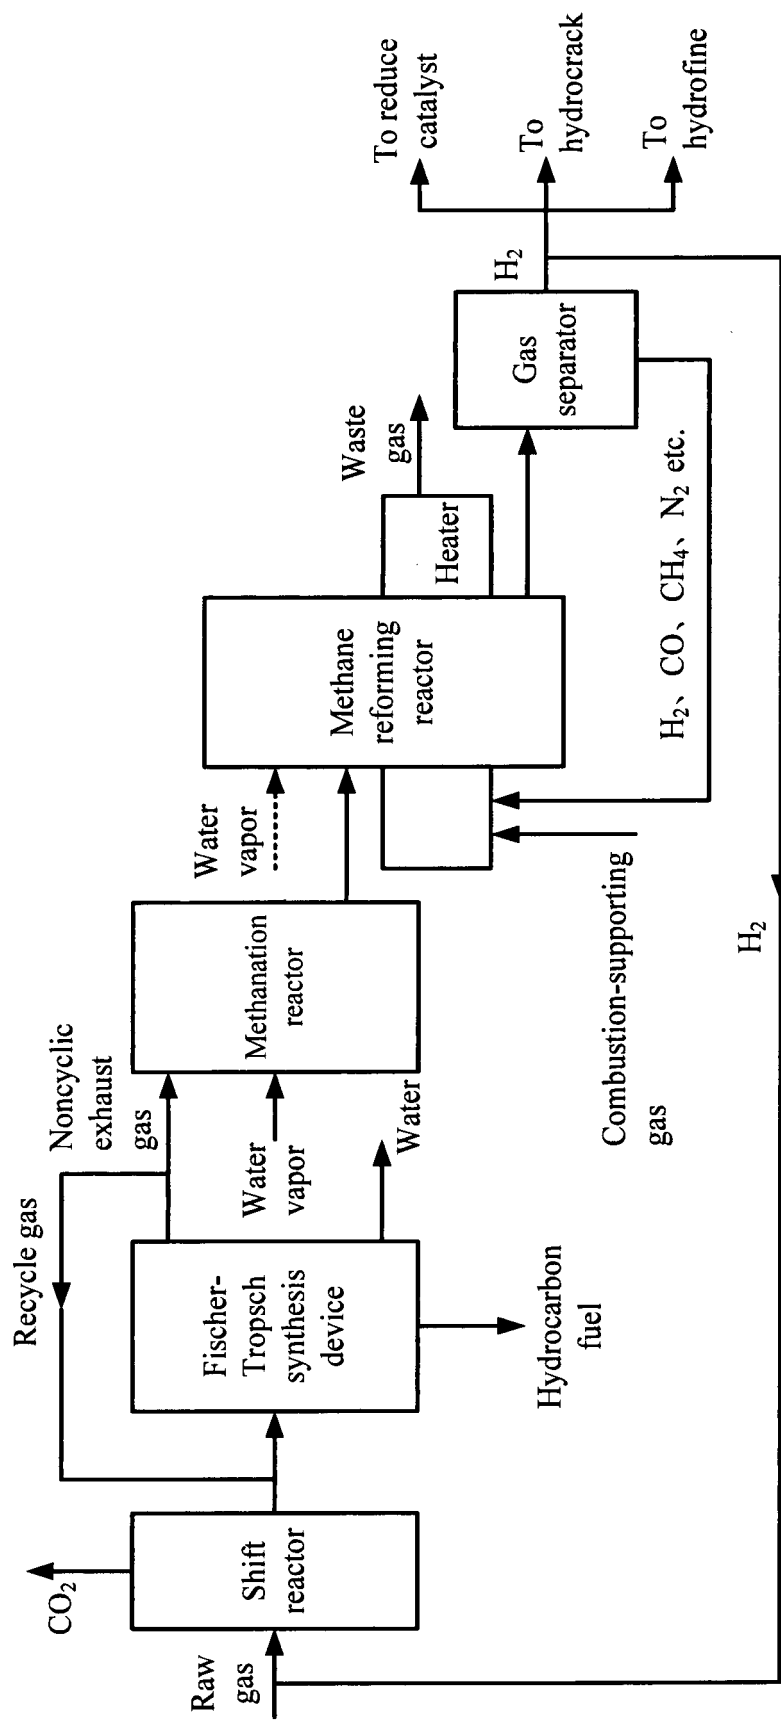 CO₂
Raw
gas
Shift
reactor
Recycle gas
Fischer-
Tropsch
synthesis
device
Hydrocarbon
fuel
Noncyclic
exhaust
gas
Water
vapor
Water
Methanation
reactor
Water
vapor
Methane
reforming
reactor
Heater
Waste
gas
Combustion-supporting
gas
Gas
separator
H₂、CO、CH₄、N₂ etc.
H₂
H₂
To reduce
catalyst
To
hydrocrack
To
hydrofine